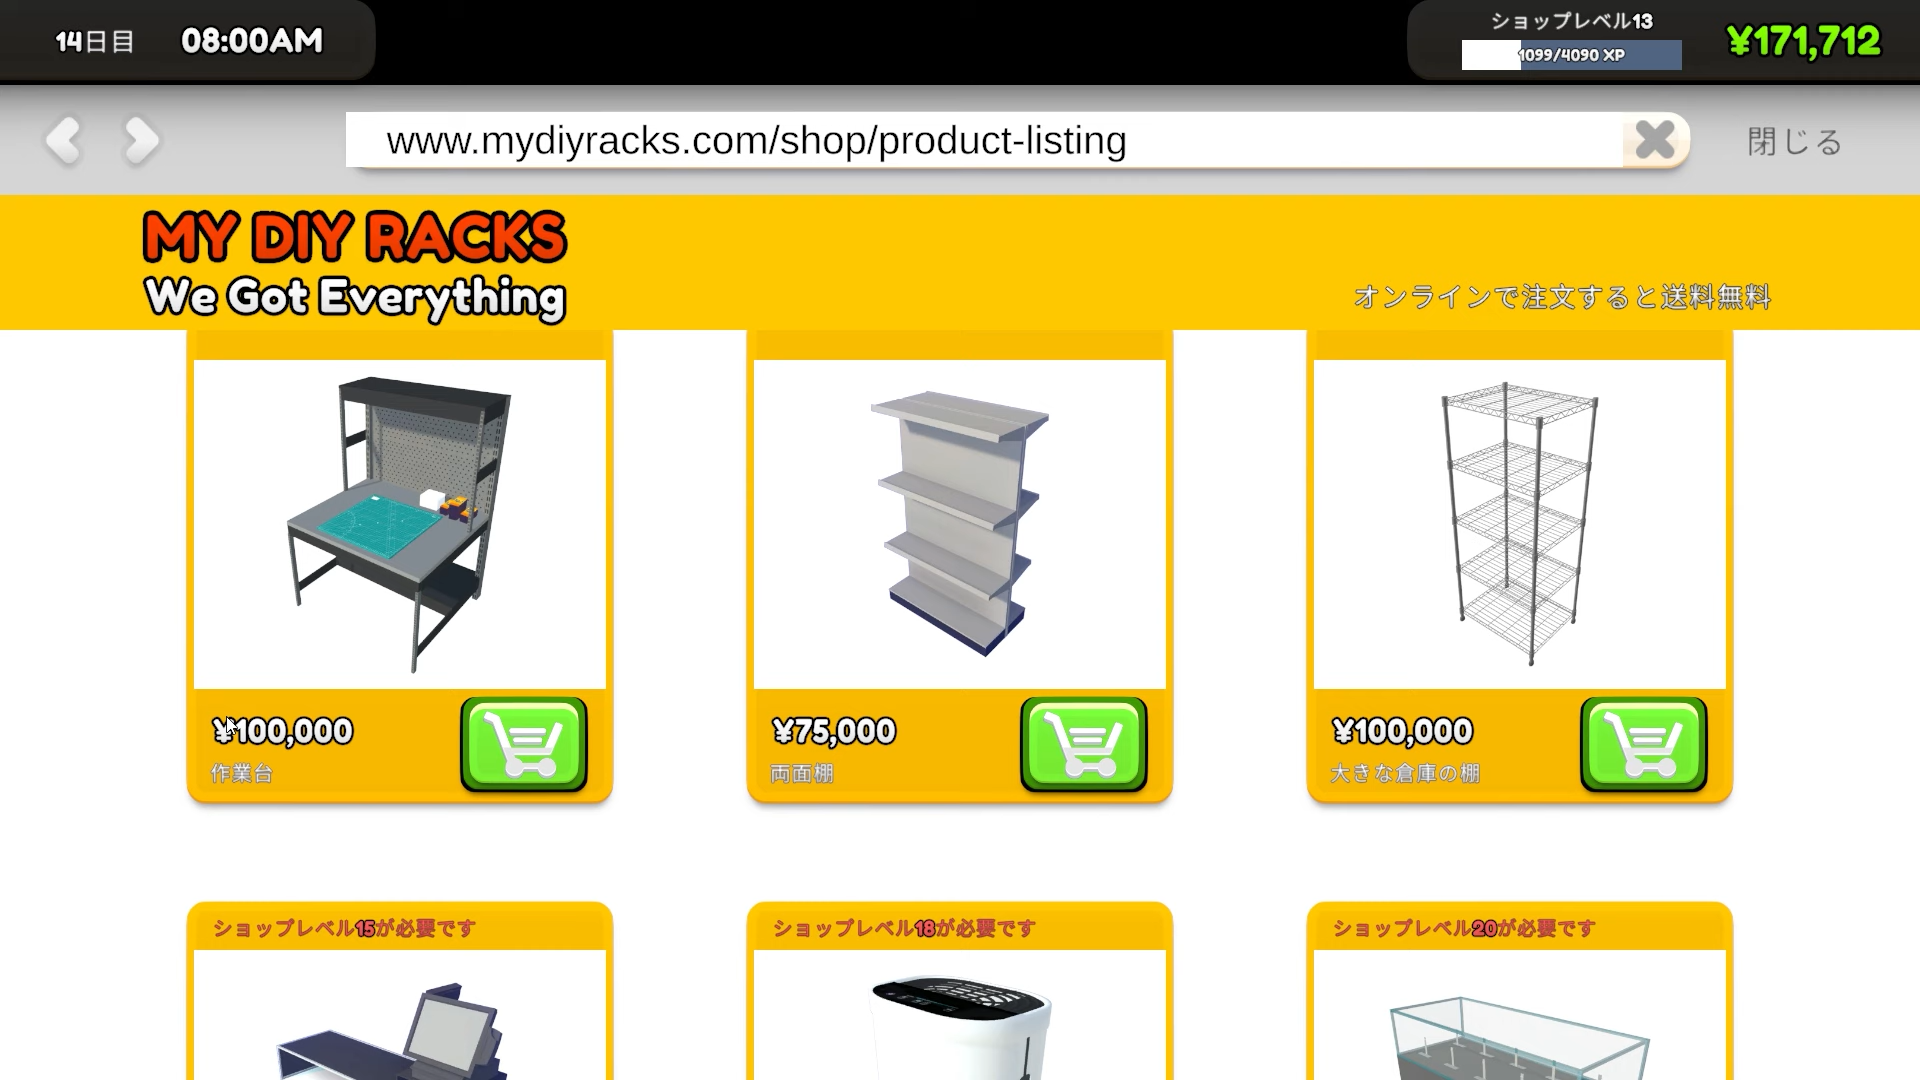 14日目
08:00AM
ショップレベル13
1099/4090 XP
¥171,712
www.mydiyracks.com/shop/product-listing
閉じる
MY DIY RACKS
We Got Everything
オンラインで注文すると送料無料
¥100,000
作業台
¥75,000
両面棚
¥100,000
大きな倉庫の棚
ショップレベル15が必要です
ショップレベル18が必要です
ショップレベル20が必要です